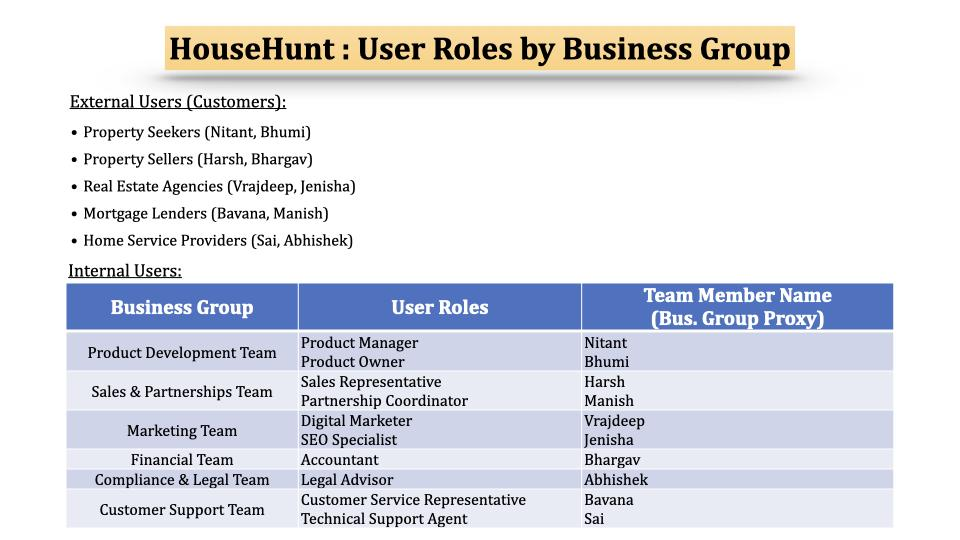 HouseHunt : User Roles by Business Group
External Users (Customers):
• Property Seekers (Nitant, Bhumi)
• Property Sellers (Harsh, Bhargav)
• Real Estate Agencies (Vrajdeep, Jenisha)
• Mortgage Lenders (Bavana, Manish)
• Home Service Providers (Sai, Abhishek)
Internal Users:
Business Group User Roles Team Member Name
(Bus. Group Proxy)
Product Development Team
Product Manager Nitant
Product Owner Bhumi
Sales & Partnerships Team
Sales Representative Harsh
Partnership Coordinator Manish
Marketing Team
Digital Marketer Vrajdeep
SEO Specialist Jenisha
Financial Team Accountant Bhargav
Compliance & Legal Team Legal Advisor Abhishek
Customer Support Team
Customer Service Representative Bavana
Technical Support Agent Sai